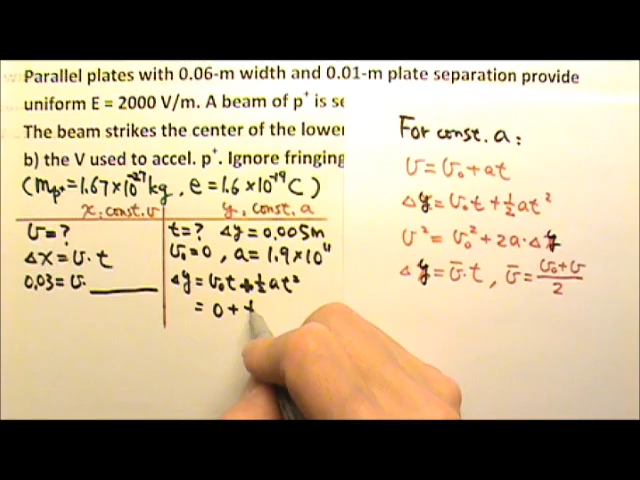 Parallel plates with 0.06-m width and 0.01-m plate separation provide
uniform E = 2000 V/m. A beam of p⁺ is se
The beam strikes the center of the lower
b) the V used to accel. p⁺. Ignore fringing
(m_p⁺ = 1.67×10⁻²⁷ kg, e = 1.6×10⁻¹⁹ C)
x, const. v
y, const. a
v = ?
Δx = v·t
0.03 = v·______
t = ? Δy = 0.005m
v₀ = 0, a = 1.9×10¹¹
Δy = v₀t + ½at²
= 0 +
For const. a:
v = v₀ + at
Δy = v₀t + ½at²
v² = v₀² + 2a·Δy
Δy = v̄·t, v̄ = (v₀+v)/2